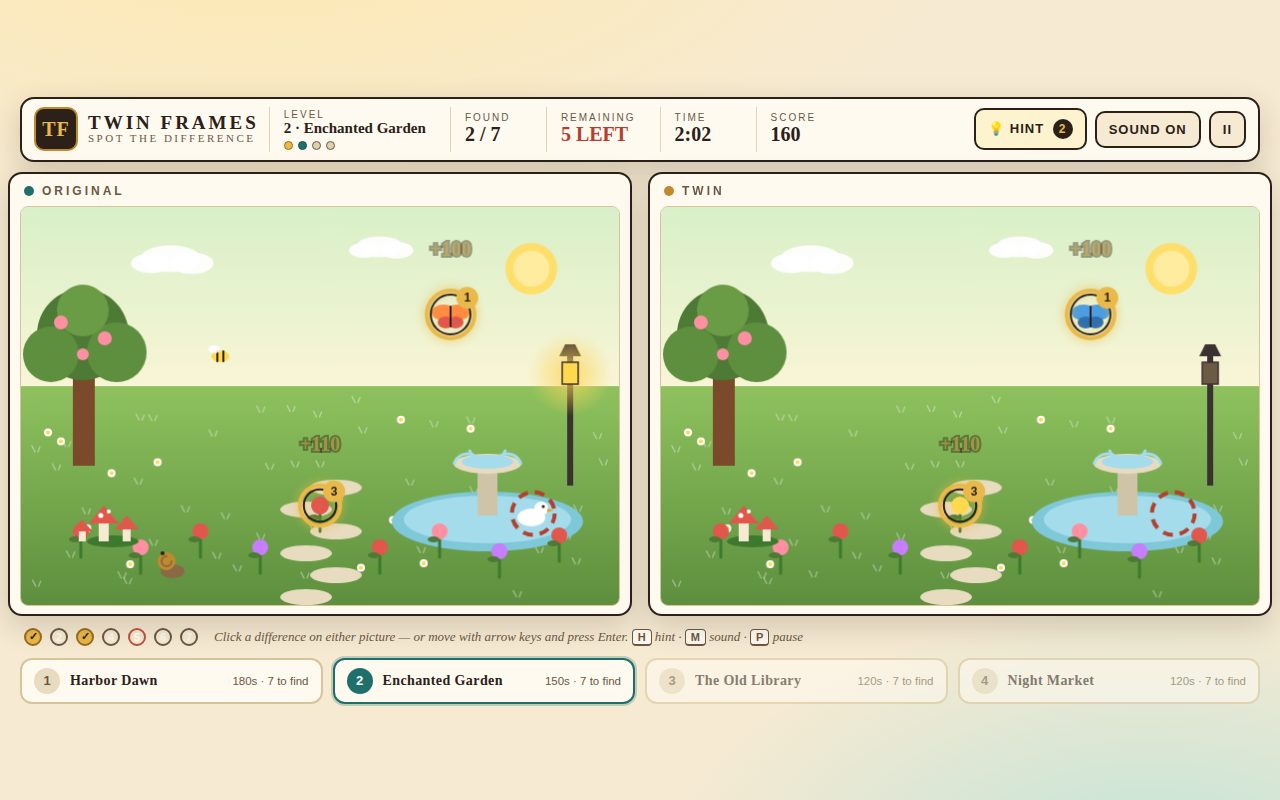 TF
TWIN FRAMES
SPOT THE DIFFERENCE
LEVEL
2 · Enchanted Garden
FOUND
2 / 7
REMAINING
5 LEFT
TIME
2:02
SCORE
160
💡 HINT 2
SOUND ON
II
ORIGINAL
+100
1
+110
3
TWIN
+100
1
+110
3
✓ ✓
Click a difference on either picture — or move with arrow keys and press Enter. H hint · M sound · P pause
1 Harbor Dawn 180s · 7 to find
2 Enchanted Garden 150s · 7 to find
3 The Old Library 120s · 7 to find
4 Night Market 120s · 7 to find